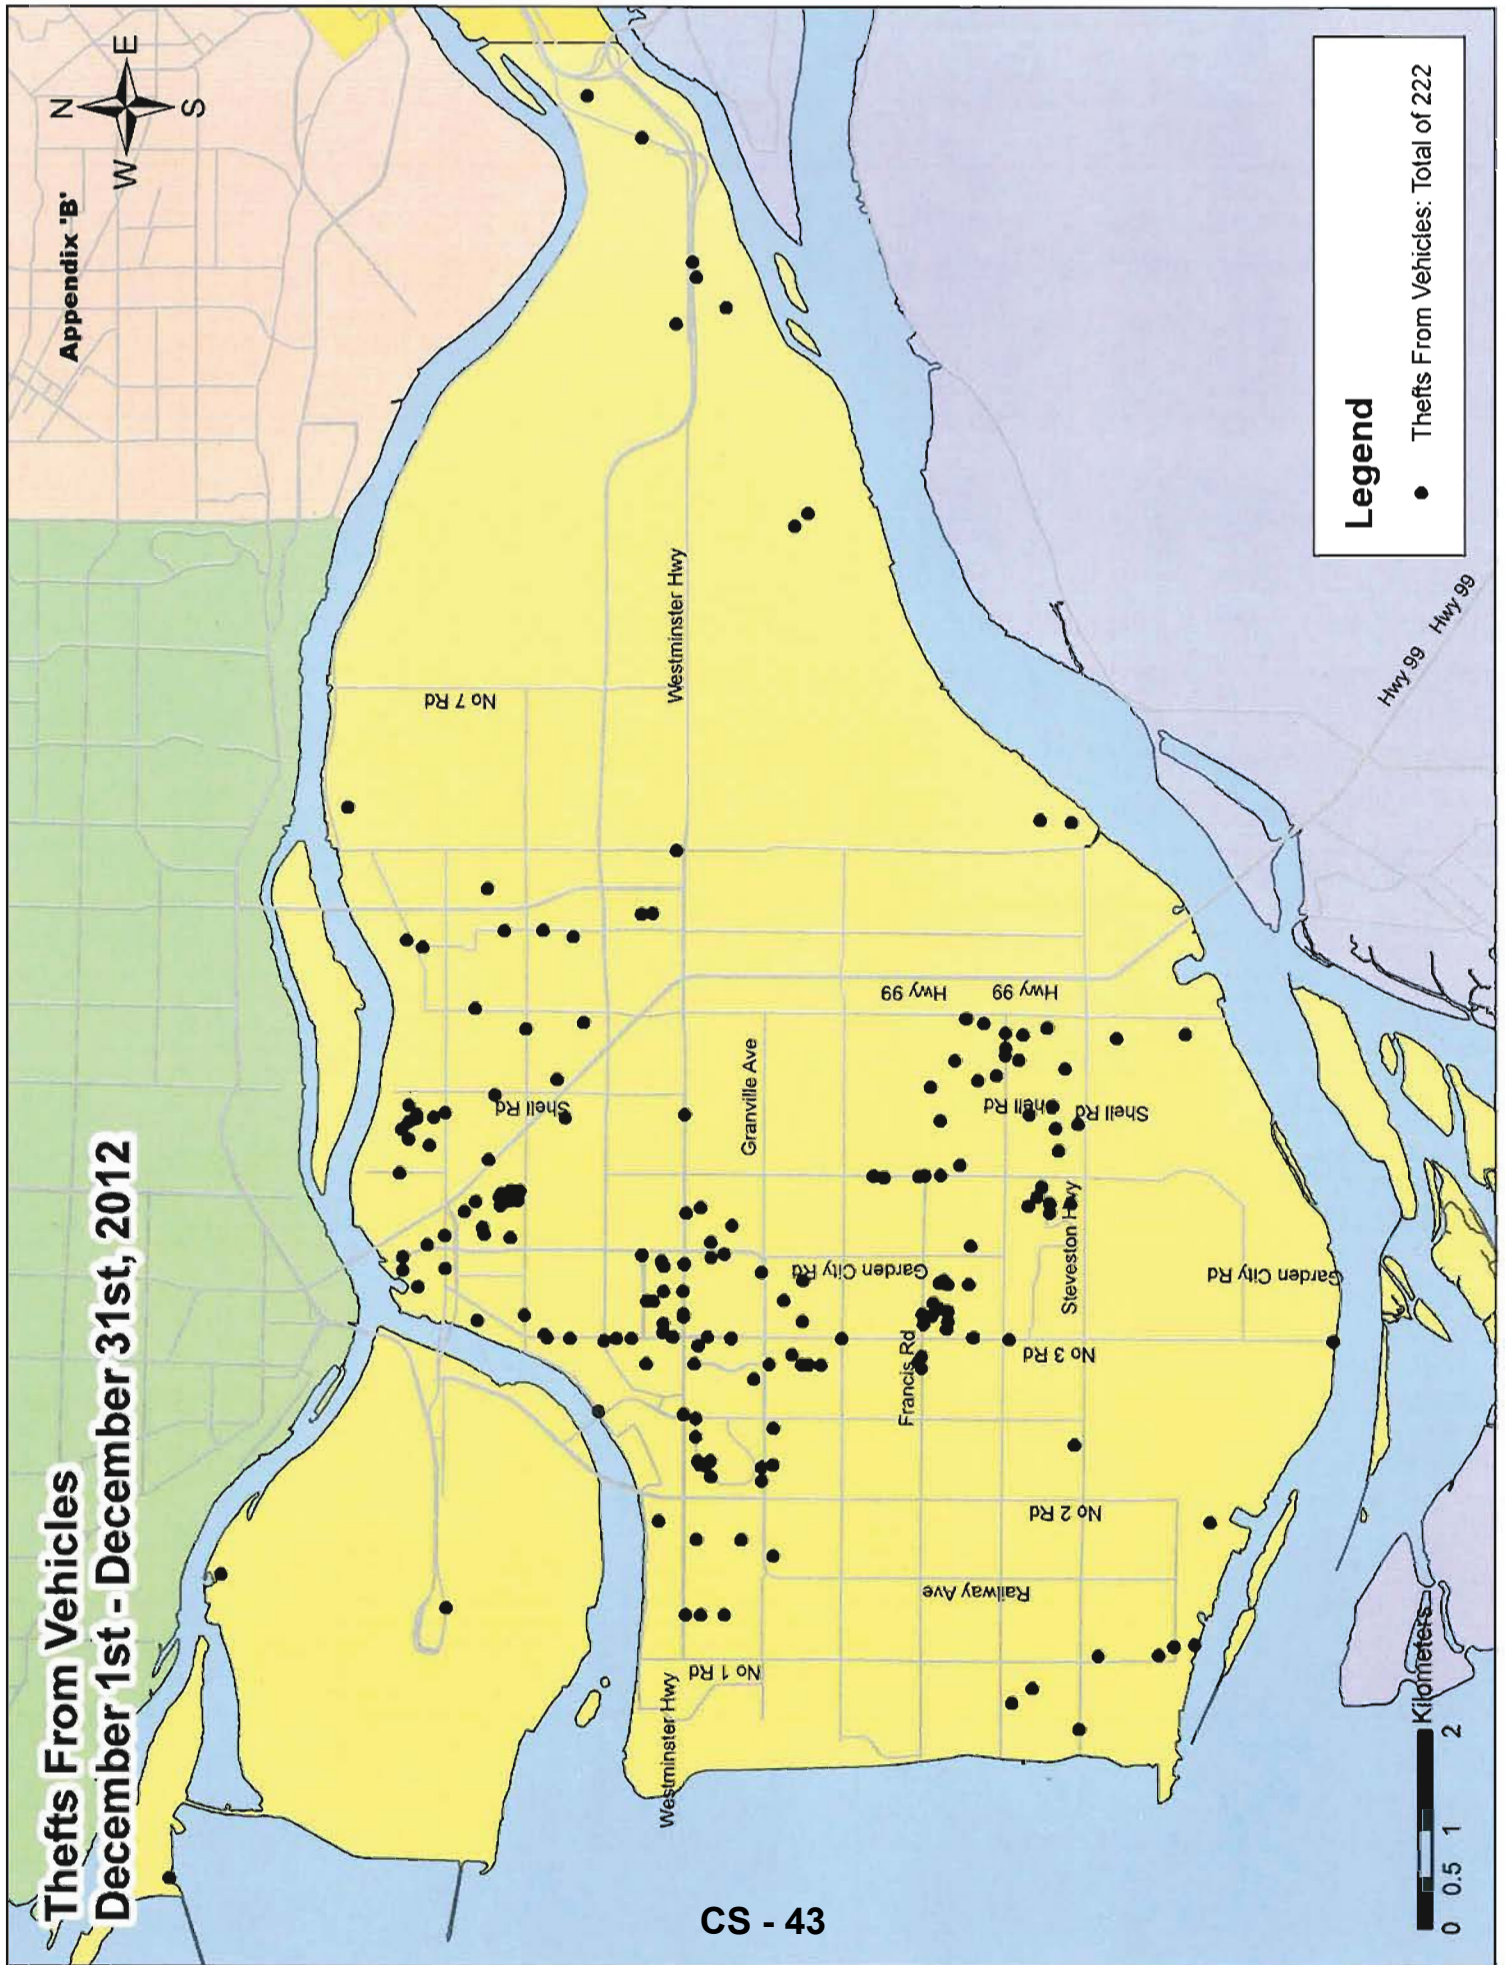 Thefts From Vehicles
December 1st - December 31st, 2012
Appendix 'B'
N
W
E
S
No 7 Rd
Westminster Hwy
Shell Rd
Granville Ave
Hwy 99
Hwy 99
Shell Rd
Shell Rd
Garden City Rd
Garden City Rd
Francis Rd
Steveston Hwy
No 3 Rd
No 2 Rd
Railway Ave
No 1 Rd
Westminster Hwy
Hwy 99
Hwy 99
Legend
Thefts From Vehicles: Total of 222
0 0.5 1 2
Kilometers
CS - 43